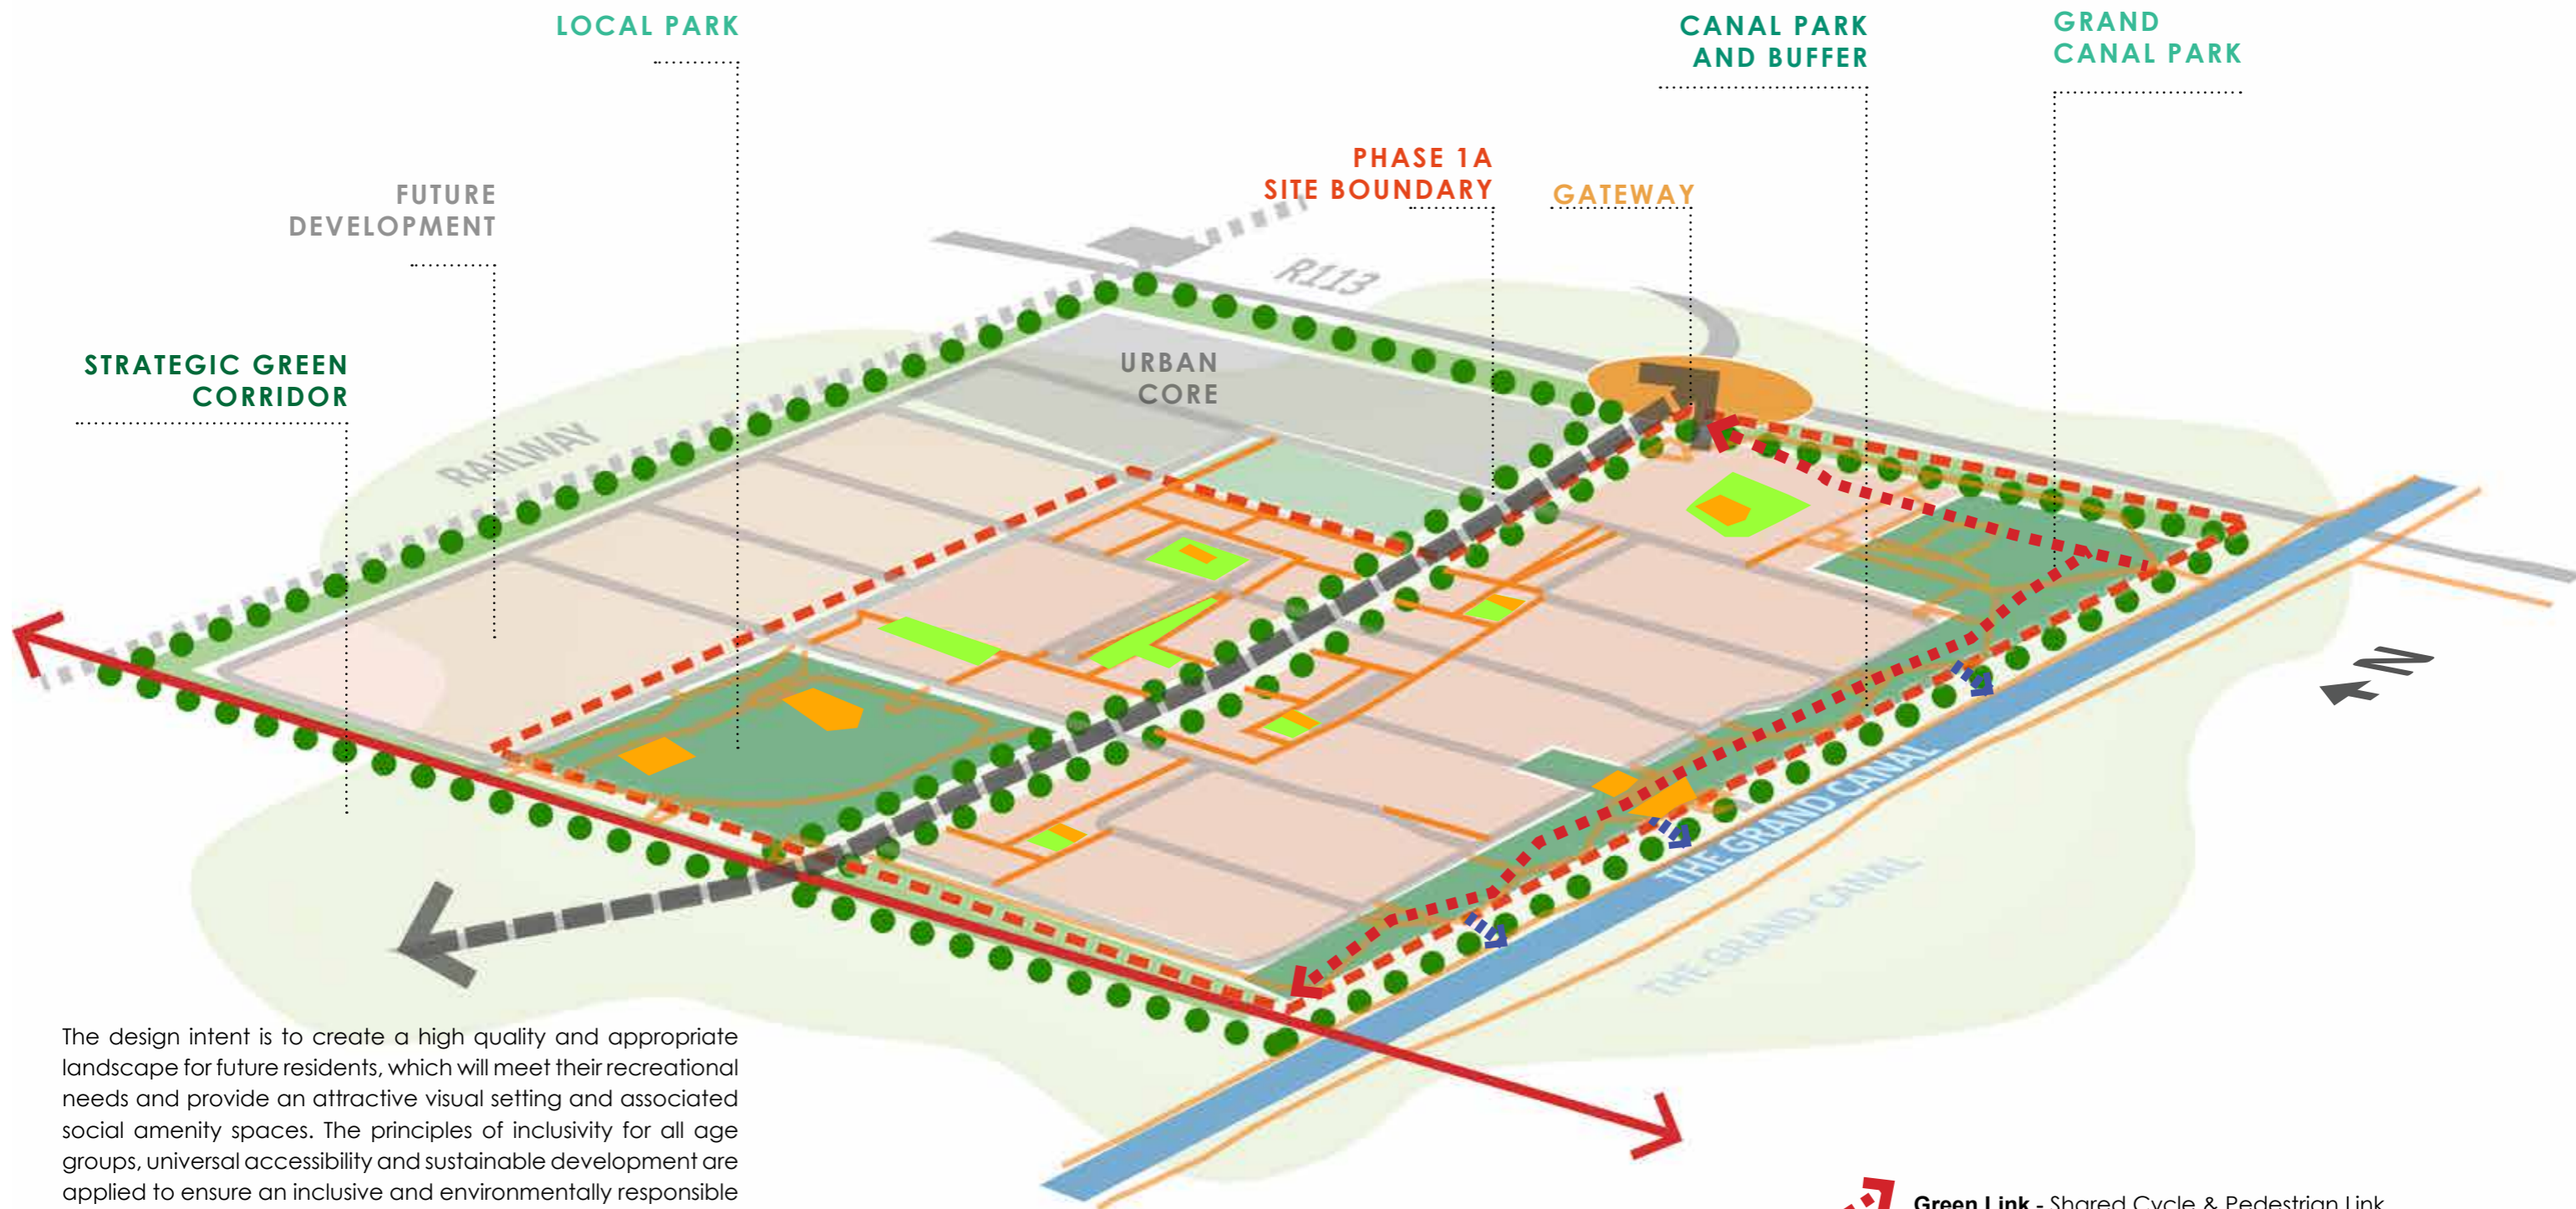 LOCAL PARK
CANAL PARK
AND BUFFER
GRAND
CANAL PARK
PHASE 1A
SITE BOUNDARY
GATEWAY
FUTURE
DEVELOPMENT
R113
STRATEGIC GREEN
CORRIDOR
URBAN
CORE
RAILWAY
N
THE GRAND CANAL
THE GRAND CANAL
The design intent is to create a high quality and appropriate
landscape for future residents, which will meet their recreational
needs and provide an attractive visual setting and associated
social amenity spaces. The principles of inclusivity for all age
groups, universal accessibility and sustainable development are
applied to ensure an inclusive and environmentally responsible
Green Link - Shared Cycle & Pedestrian Link